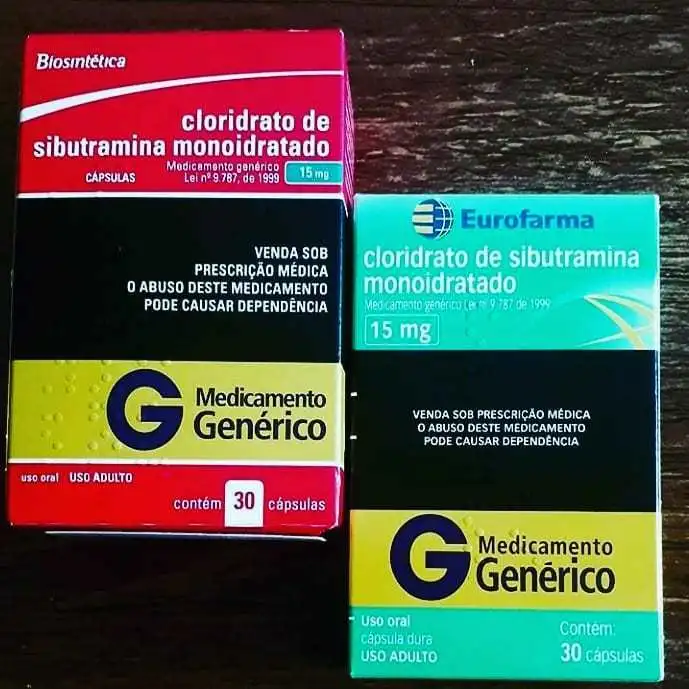 Biosintética
cloridrato de
sibutramina monoidratado
Medicamento genérico
Lei nº 9.787, de 1999
15 mg
CÁPSULAS
VENDA SOB
PRESCRIÇÃO MÉDICA
O ABUSO DESTE MEDICAMENTO
PODE CAUSAR DEPENDÊNCIA
G Medicamento
Genérico
uso oral USO ADULTO
contém 30 cápsulas
Eurofarma
cloridrato de sibutramina
monoidratado
Medicamento genérico Lei nº 9.787 de 1999
15 mg
VENDA SOB PRESCRIÇÃO MÉDICA
O ABUSO DESTE MEDICAMENTO
PODE CAUSAR DEPENDÊNCIA
G Medicamento
Genérico
Uso oral
cápsula dura
USO ADULTO
Contém:
30 cápsulas